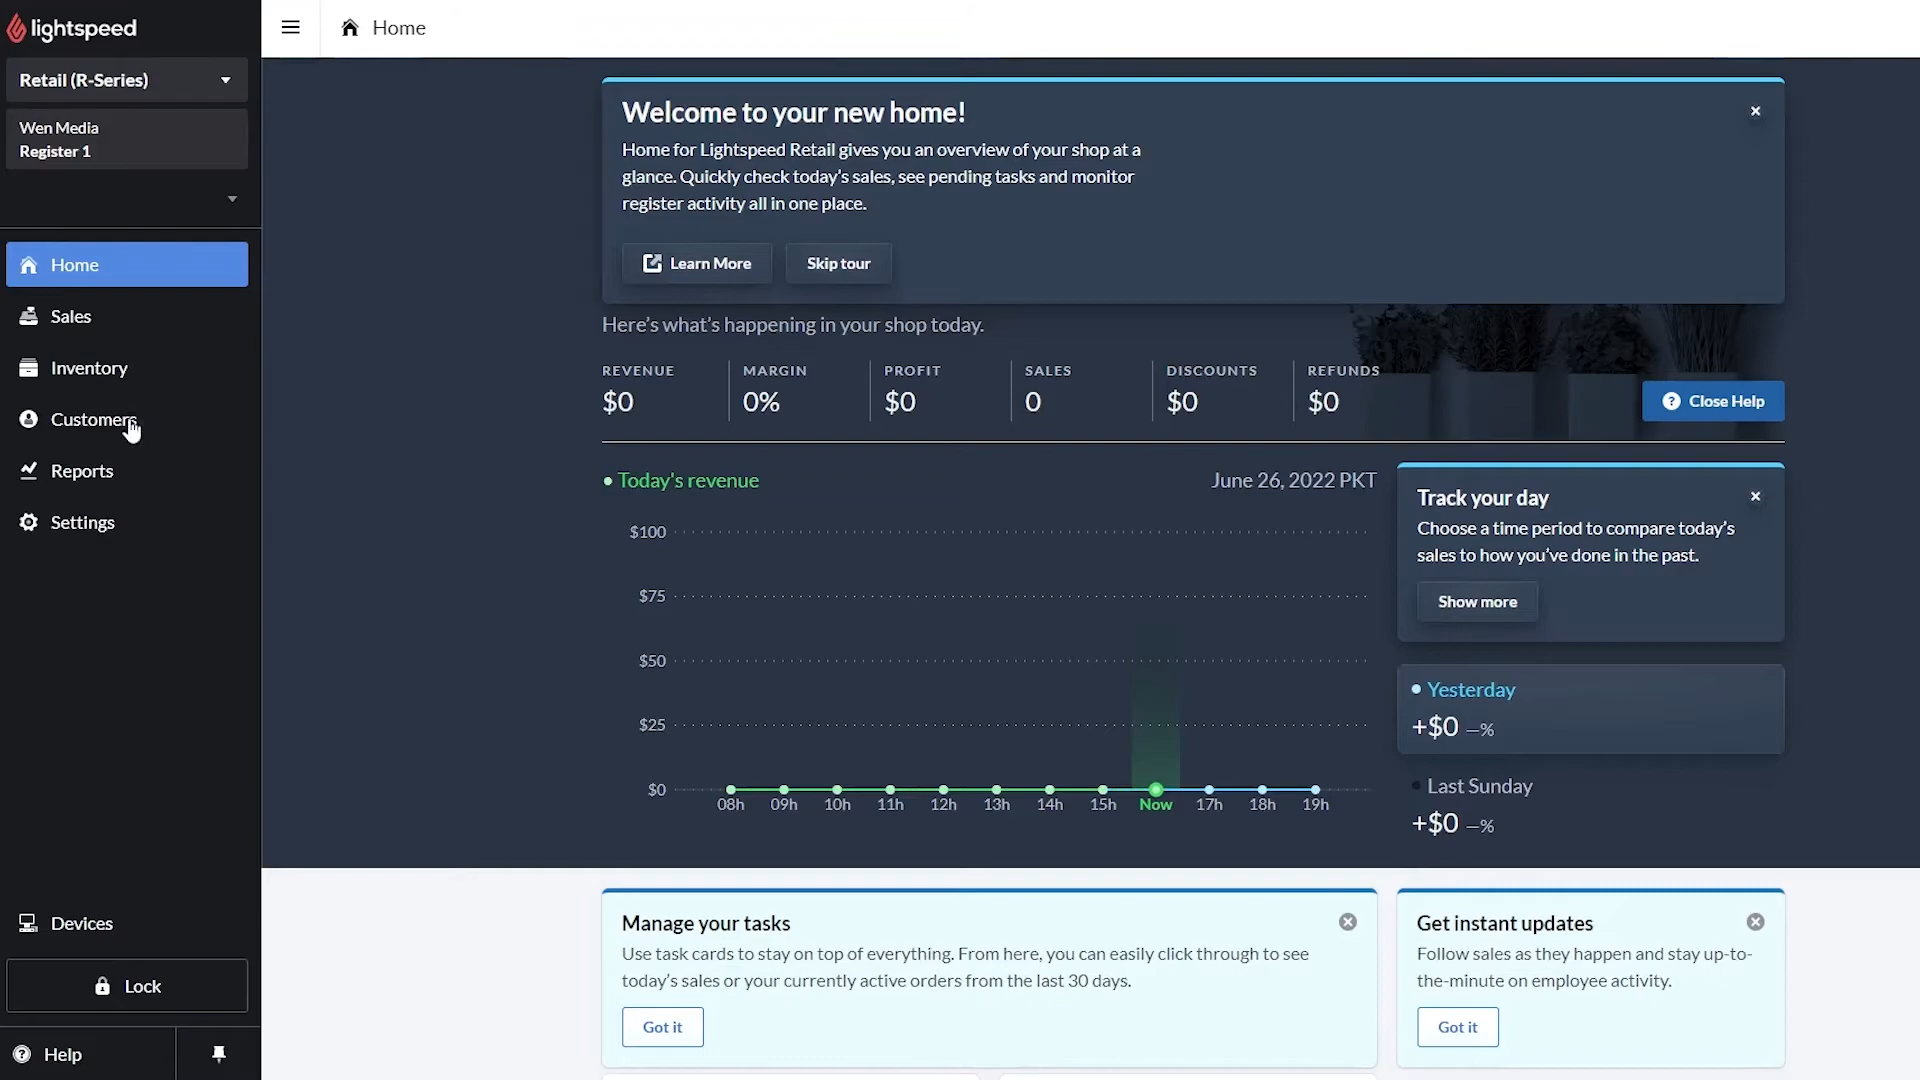 lightspeed
Home
Retail (R-Series)
Wen Media
Register 1
Home
Sales
Inventory
Customers
Reports
Settings
Devices
Lock
Help
Welcome to your new home!
Home for Lightspeed Retail gives you an overview of your shop at a
glance. Quickly check today's sales, see pending tasks and monitor
register activity all in one place.
Learn More
Skip tour
Here's what's happening in your shop today.
REVENUE
$0
MARGIN
0%
PROFIT
$0
SALES
0
DISCOUNTS
$0
REFUNDS
$0
? Close Help
Today's revenue
June 26, 2022 PKT
$100
$75
$50
$25
$0
08h 09h 10h 11h 12h 13h 14h 15h Now 17h 18h 19h
Track your day
Choose a time period to compare today's
sales to how you've done in the past.
Show more
Yesterday
+$0 —%
Last Sunday
+$0 —%
Manage your tasks
Use task cards to stay on top of everything. From here, you can easily click through to see
today's sales or your currently active orders from the last 30 days.
Got it
Get instant updates
Follow sales as they happen and stay up-to-
the-minute on employee activity.
Got it